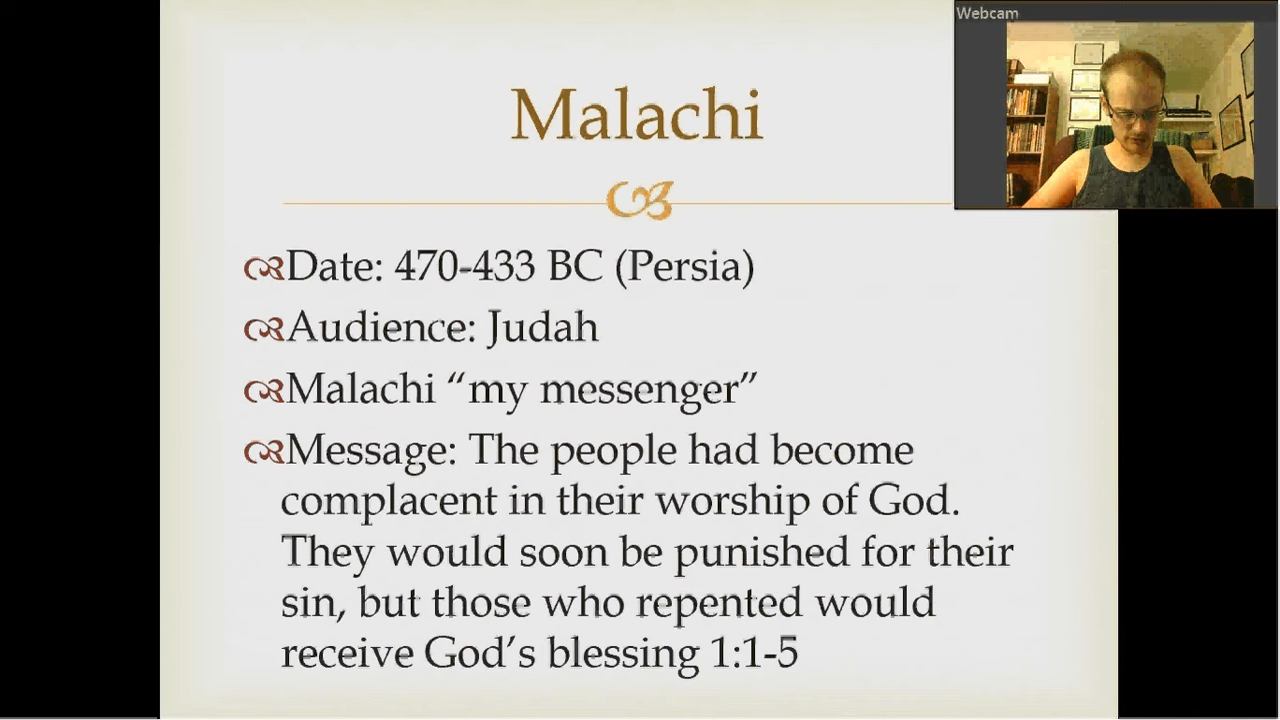 Webcam
Malachi
Date: 470-433 BC (Persia)
Audience: Judah
Malachi “my messenger”
Message: The people had become
complacent in their worship of God.
They would soon be punished for their
sin, but those who repented would
receive God’s blessing 1:1-5